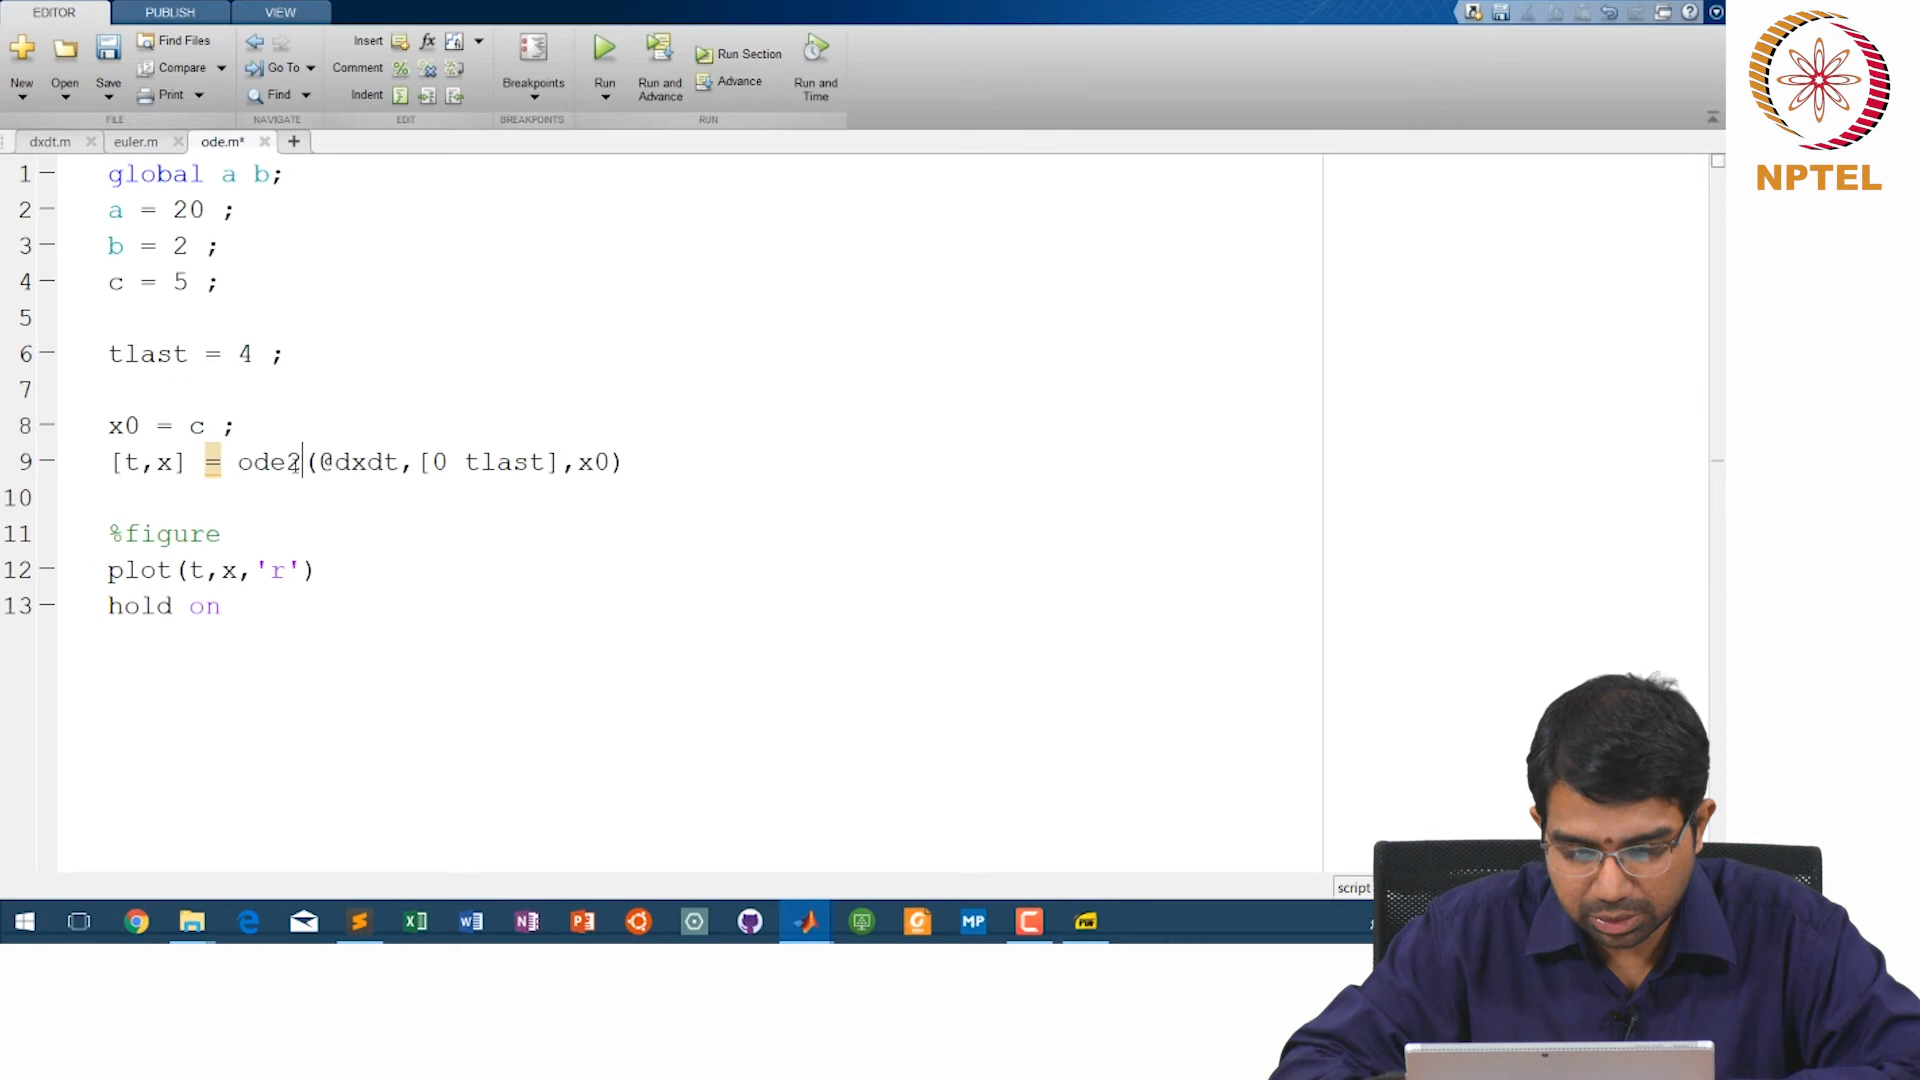 EDITOR PUBLISH VIEW
New Open Save Find Files Compare Print FILE
Go To Find NAVIGATE
Insert fx Comment Indent EDIT
Breakpoints BREAKPOINTS
Run Run and Advance Run Section Advance Run and Time RUN
dxdt.m euler.m ode.m*
1 global a b;
2 a = 20 ;
3 b = 2 ;
4 c = 5 ;
5
6 tlast = 4 ;
7
8 x0 = c ;
9 [t,x] = ode2(@dxdt,[0 tlast],x0)
10
11 %figure
12 plot(t,x,'r')
13 hold on
script
NPTEL
MP